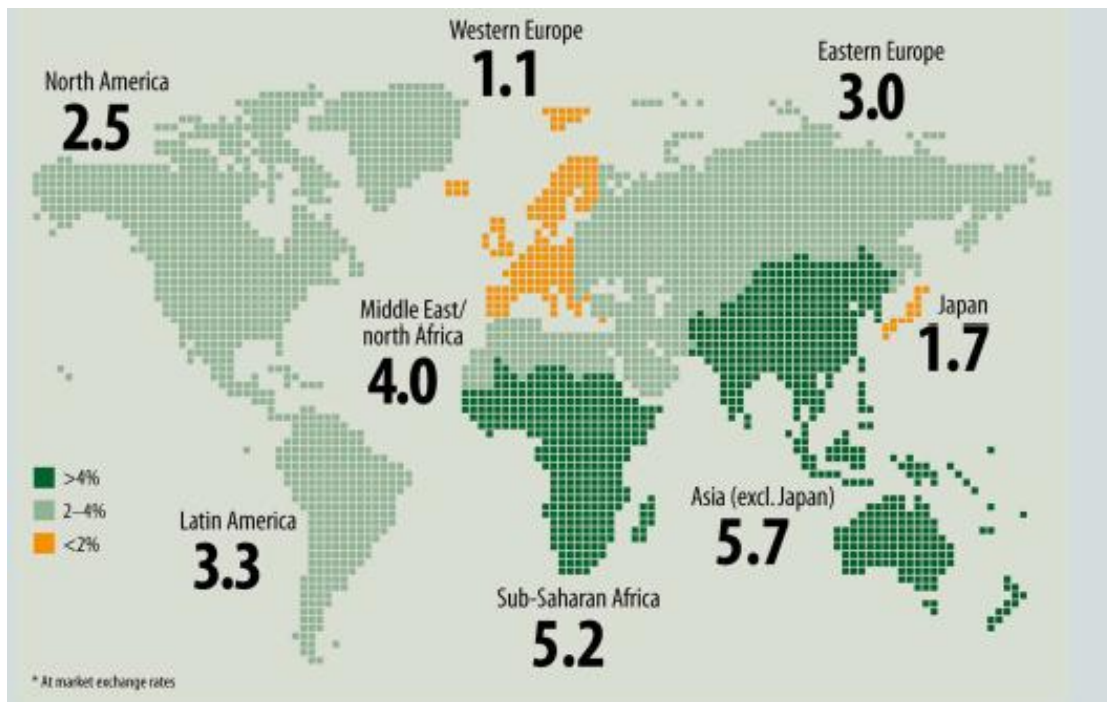 Western Europe
1.1
Eastern Europe
3.0
North America
2.5
Middle East/
north Africa
4.0
Japan
1.7
>4%
2–4%
<2%
Latin America
3.3
Asia (excl. Japan)
5.7
Sub-Saharan Africa
5.2
* At market exchange rates